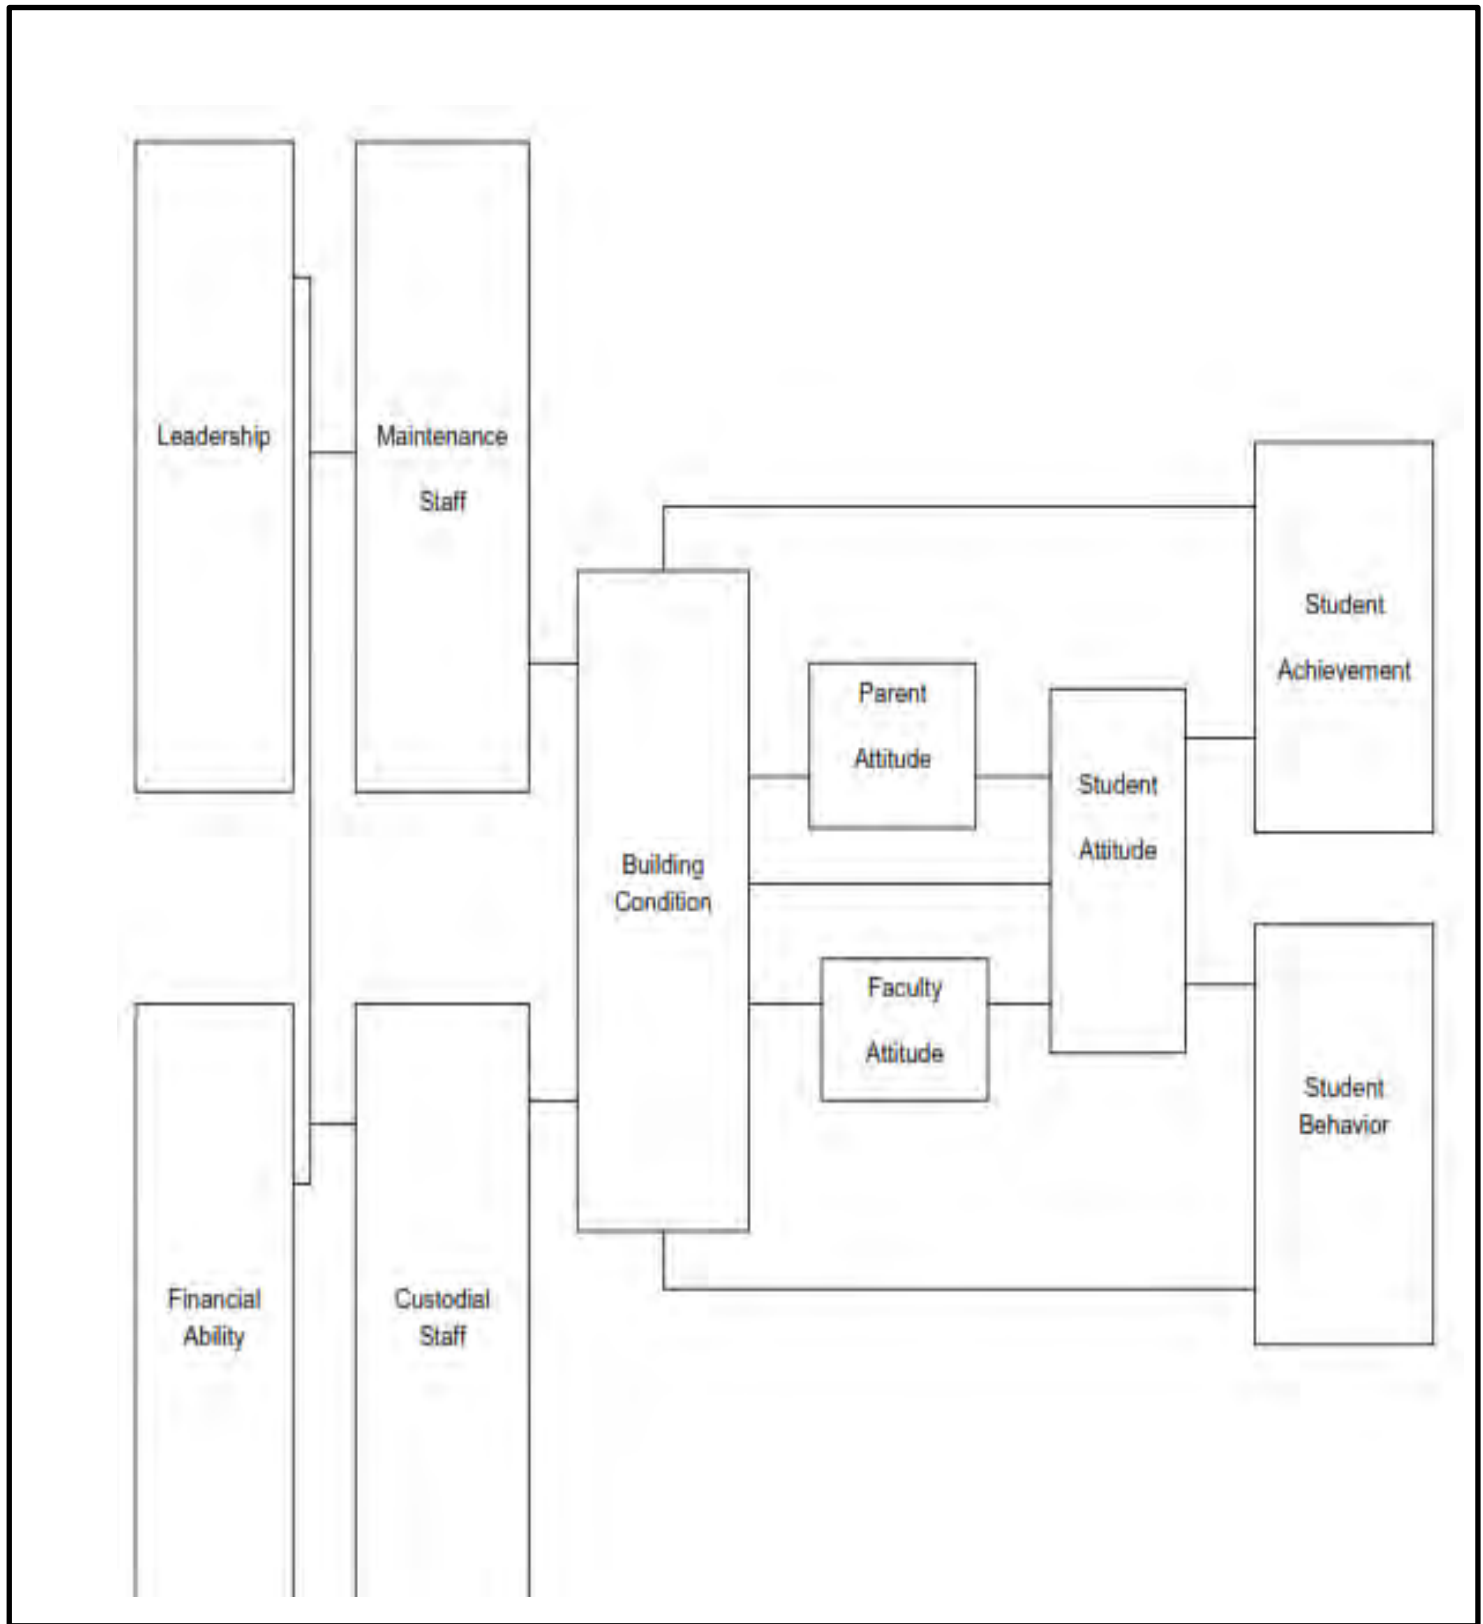 Leadership
Maintenance
Staff
Student
Achievement
Parent
Attitude
Student
Attitude
Building
Condition
Faculty
Attitude
Student
Behavior
Financial
Ability
Custodial
Staff